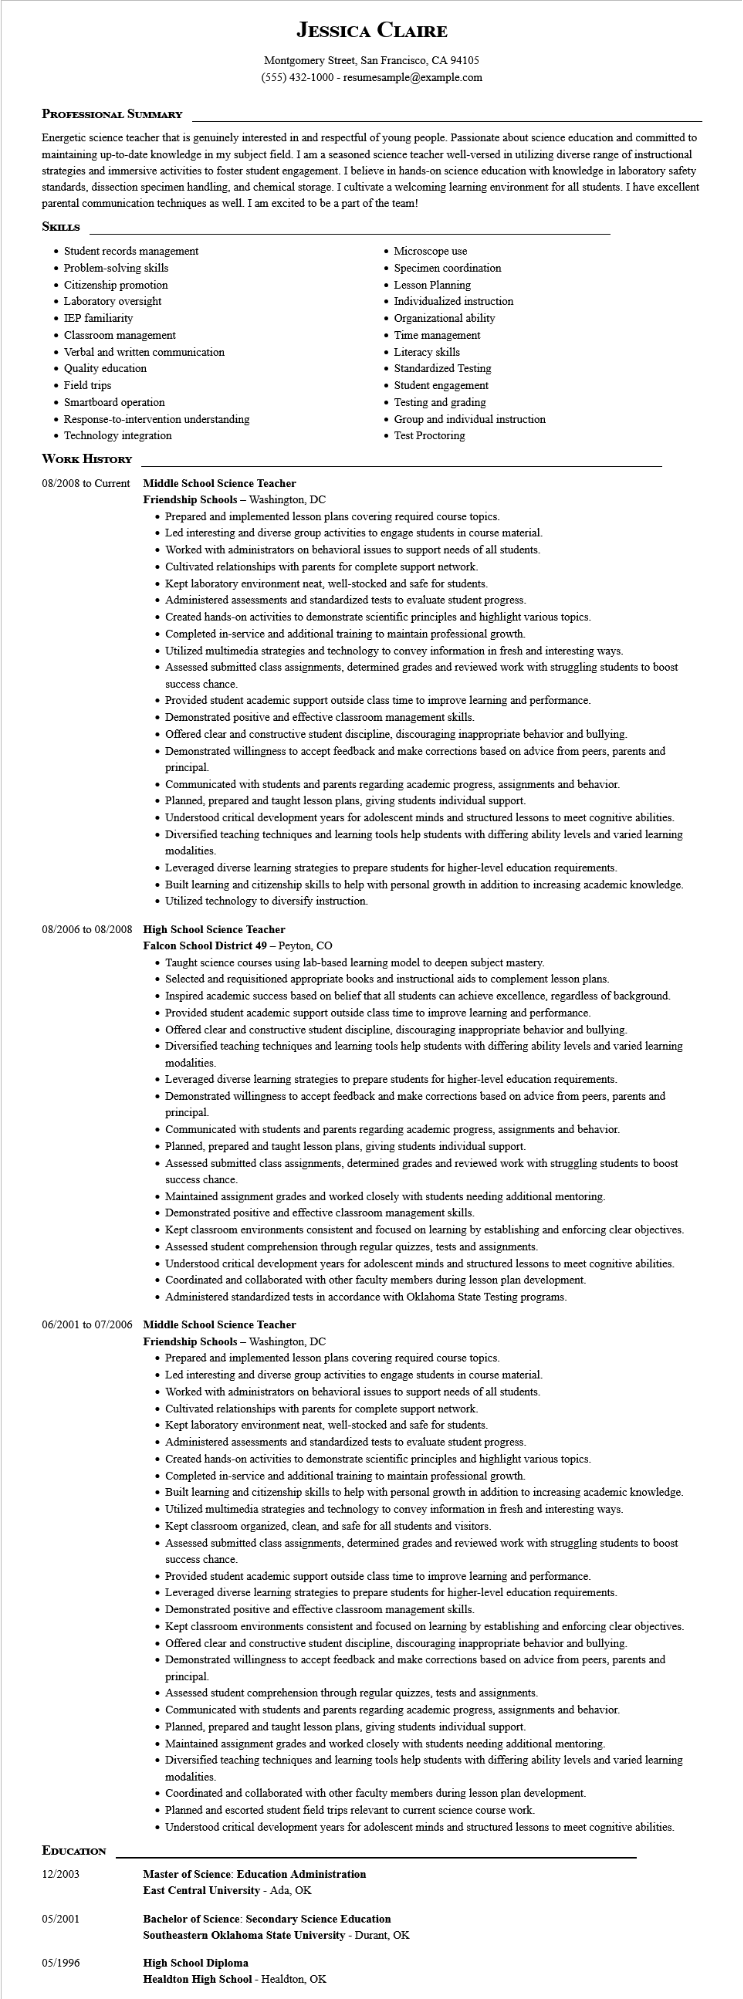 Jessica Claire
Montgomery Street, San Francisco, CA 94105
(555) 432-1000 - resumesample@example.com
Professional Summary
Energetic science teacher that is genuinely interested in and respectful of young people. Passionate about science education and committed to
maintaining up-to-date knowledge in my subject field. I am a seasoned science teacher well-versed in utilizing diverse range of instructional
strategies and immersive activities to foster student engagement. I believe in hands-on science education with knowledge in laboratory safety
standards, dissection specimen handling, and chemical storage. I cultivate a welcoming learning environment for all students. I have excellent
parental communication techniques as well. I am excited to be a part of the team!
Skills
• Student records management
• Problem-solving skills
• Citizenship promotion
• Laboratory oversight
• IEP familiarity
• Classroom management
• Verbal and written communication
• Quality education
• Field trips
• Smartboard operation
• Response-to-intervention understanding
• Technology integration
• Microscope use
• Specimen coordination
• Lesson Planning
• Individualized instruction
• Organizational ability
• Time management
• Literacy skills
• Standardized Testing
• Student engagement
• Testing and grading
• Group and individual instruction
• Test Proctoring
Work History
08/2008 to Current Middle School Science Teacher
Friendship Schools – Washington, DC
• Prepared and implemented lesson plans covering required course topics.
• Led interesting and diverse group activities to engage students in course material.
• Worked with administrators on behavioral issues to support needs of all students.
• Cultivated relationships with parents for complete support network.
• Kept laboratory environment neat, well-stocked and safe for students.
• Administered assessments and standardized tests to evaluate student progress.
• Created hands-on activities to demonstrate scientific principles and highlight various topics.
• Completed in-service and additional training to maintain professional growth.
• Utilized multimedia strategies and technology to convey information in fresh and interesting ways.
• Assessed submitted class assignments, determined grades and reviewed work with struggling students to boost
success chance.
• Provided student academic support outside class time to improve learning and performance.
• Demonstrated positive and effective classroom management skills.
• Offered clear and constructive student discipline, discouraging inappropriate behavior and bullying.
• Demonstrated willingness to accept feedback and make corrections based on advice from peers, parents and
principal.
• Communicated with students and parents regarding academic progress, assignments and behavior.
• Planned, prepared and taught lesson plans, giving students individual support.
• Understood critical development years for adolescent minds and structured lessons to meet cognitive abilities.
• Diversified teaching techniques and learning tools help students with differing ability levels and varied learning
modalities.
• Leveraged diverse learning strategies to prepare students for higher-level education requirements.
• Built learning and citizenship skills to help with personal growth in addition to increasing academic knowledge.
• Utilized technology to diversify instruction.
08/2006 to 08/2008 High School Science Teacher
Falcon School District 49 – Peyton, CO
• Taught science courses using lab-based learning model to deepen subject mastery.
• Selected and requisitioned appropriate books and instructional aids to complement lesson plans.
• Inspired academic success based on belief that all students can achieve excellence, regardless of background.
• Provided student academic support outside class time to improve learning and performance.
• Offered clear and constructive student discipline, discouraging inappropriate behavior and bullying.
• Diversified teaching techniques and learning tools help students with differing ability levels and varied learning
modalities.
• Leveraged diverse learning strategies to prepare students for higher-level education requirements.
• Demonstrated willingness to accept feedback and make corrections based on advice from peers, parents and
principal.
• Communicated with students and parents regarding academic progress, assignments and behavior.
• Planned, prepared and taught lesson plans, giving students individual support.
• Assessed submitted class assignments, determined grades and reviewed work with struggling students to boost
success chance.
• Maintained assignment grades and worked closely with students needing additional mentoring.
• Demonstrated positive and effective classroom management skills.
• Kept classroom environments consistent and focused on learning by establishing and enforcing clear objectives.
• Assessed student comprehension through regular quizzes, tests and assignments.
• Understood critical development years for adolescent minds and structured lessons to meet cognitive abilities.
• Coordinated and collaborated with other faculty members during lesson plan development.
• Administered standardized tests in accordance with Oklahoma State Testing programs.
06/2001 to 07/2006 Middle School Science Teacher
Friendship Schools – Washington, DC
• Prepared and implemented lesson plans covering required course topics.
• Led interesting and diverse group activities to engage students in course material.
• Worked with administrators on behavioral issues to support needs of all students.
• Cultivated relationships with parents for complete support network.
• Kept laboratory environment neat, well-stocked and safe for students.
• Administered assessments and standardized tests to evaluate student progress.
• Created hands-on activities to demonstrate scientific principles and highlight various topics.
• Completed in-service and additional training to maintain professional growth.
• Built learning and citizenship skills to help with personal growth in addition to increasing academic knowledge.
• Utilized multimedia strategies and technology to convey information in fresh and interesting ways.
• Kept classroom organized, clean, and safe for all students and visitors.
• Assessed submitted class assignments, determined grades and reviewed work with struggling students to boost
success chance.
• Provided student academic support outside class time to improve learning and performance.
• Leveraged diverse learning strategies to prepare students for higher-level education requirements.
• Demonstrated positive and effective classroom management skills.
• Kept classroom environments consistent and focused on learning by establishing and enforcing clear objectives.
• Offered clear and constructive student discipline, discouraging inappropriate behavior and bullying.
• Demonstrated willingness to accept feedback and make corrections based on advice from peers, parents and
principal.
• Assessed student comprehension through regular quizzes, tests and assignments.
• Communicated with students and parents regarding academic progress, assignments and behavior.
• Planned, prepared and taught lesson plans, giving students individual support.
• Maintained assignment grades and worked closely with students needing additional mentoring.
• Diversified teaching techniques and learning tools help students with differing ability levels and varied learning
modalities.
• Coordinated and collaborated with other faculty members during lesson plan development.
• Planned and escorted student field trips relevant to current science course work.
• Understood critical development years for adolescent minds and structured lessons to meet cognitive abilities.
Education
12/2003 Master of Science: Education Administration
East Central University - Ada, OK
05/2001 Bachelor of Science: Secondary Science Education
Southeastern Oklahoma State University - Durant, OK
05/1996 High School Diploma
Healdton High School - Healdton, OK